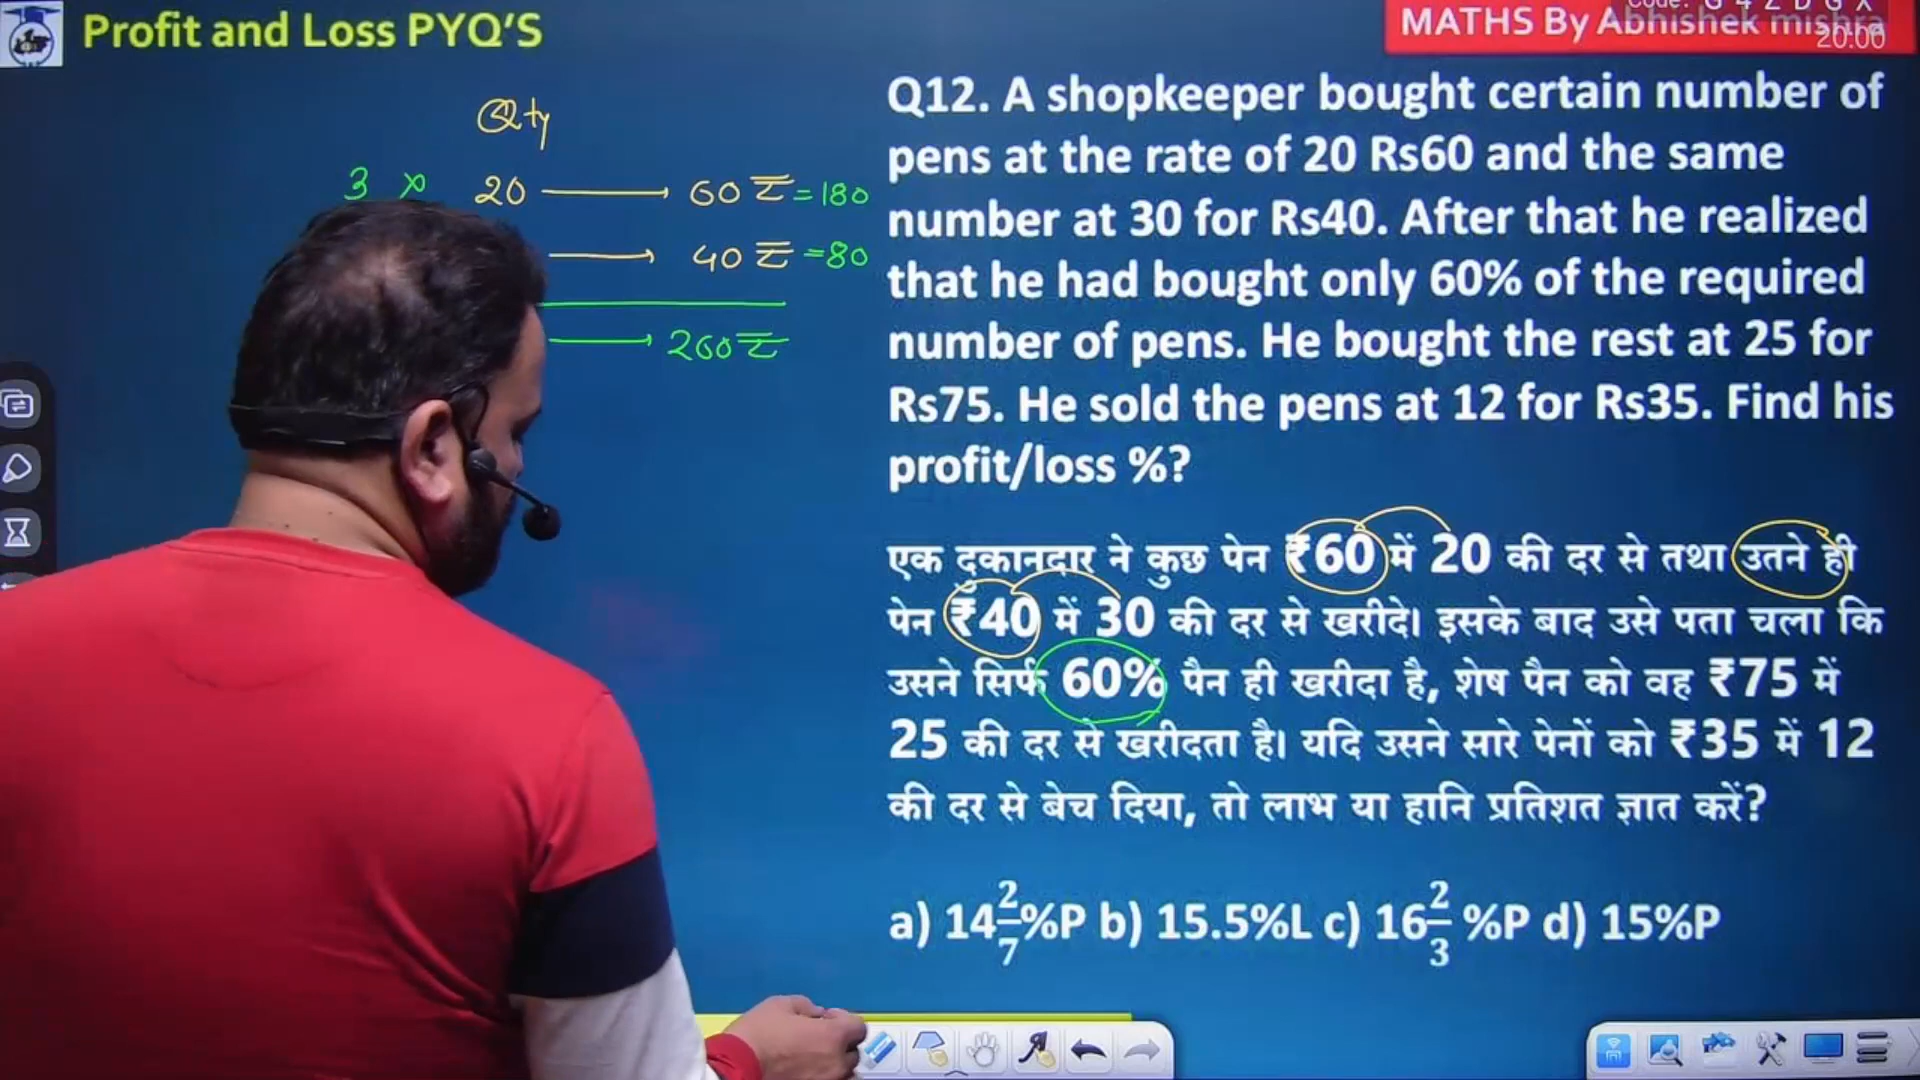 Profit and Loss PYQ'S
MATHS By Abhishek mishra
Code: G 4 Z D G X
20:00
Qty
3 × 20 → 60 ₹ = 180
→ 40 ₹ = 80
→ 260 ₹
Q12. A shopkeeper bought certain number of
pens at the rate of 20 Rs60 and the same
number at 30 for Rs40. After that he realized
that he had bought only 60% of the required
number of pens. He bought the rest at 25 for
Rs75. He sold the pens at 12 for Rs35. Find his
profit/loss %?
एक दुकानदार ने कुछ पेन ₹60 में 20 की दर से तथा उतने ही
पेन ₹40 में 30 की दर से खरीदे। इसके बाद उसे पता चला कि
उसने सिर्फ 60% पैन ही खरीदा है, शेष पैन को वह ₹75 में
25 की दर से खरीदता है। यदि उसने सारे पेनों को ₹35 में 12
की दर से बेच दिया, तो लाभ या हानि प्रतिशत ज्ञात करें?
a) 14 2/7 %P b) 15.5%L c) 16 2/3 %P d) 15%P